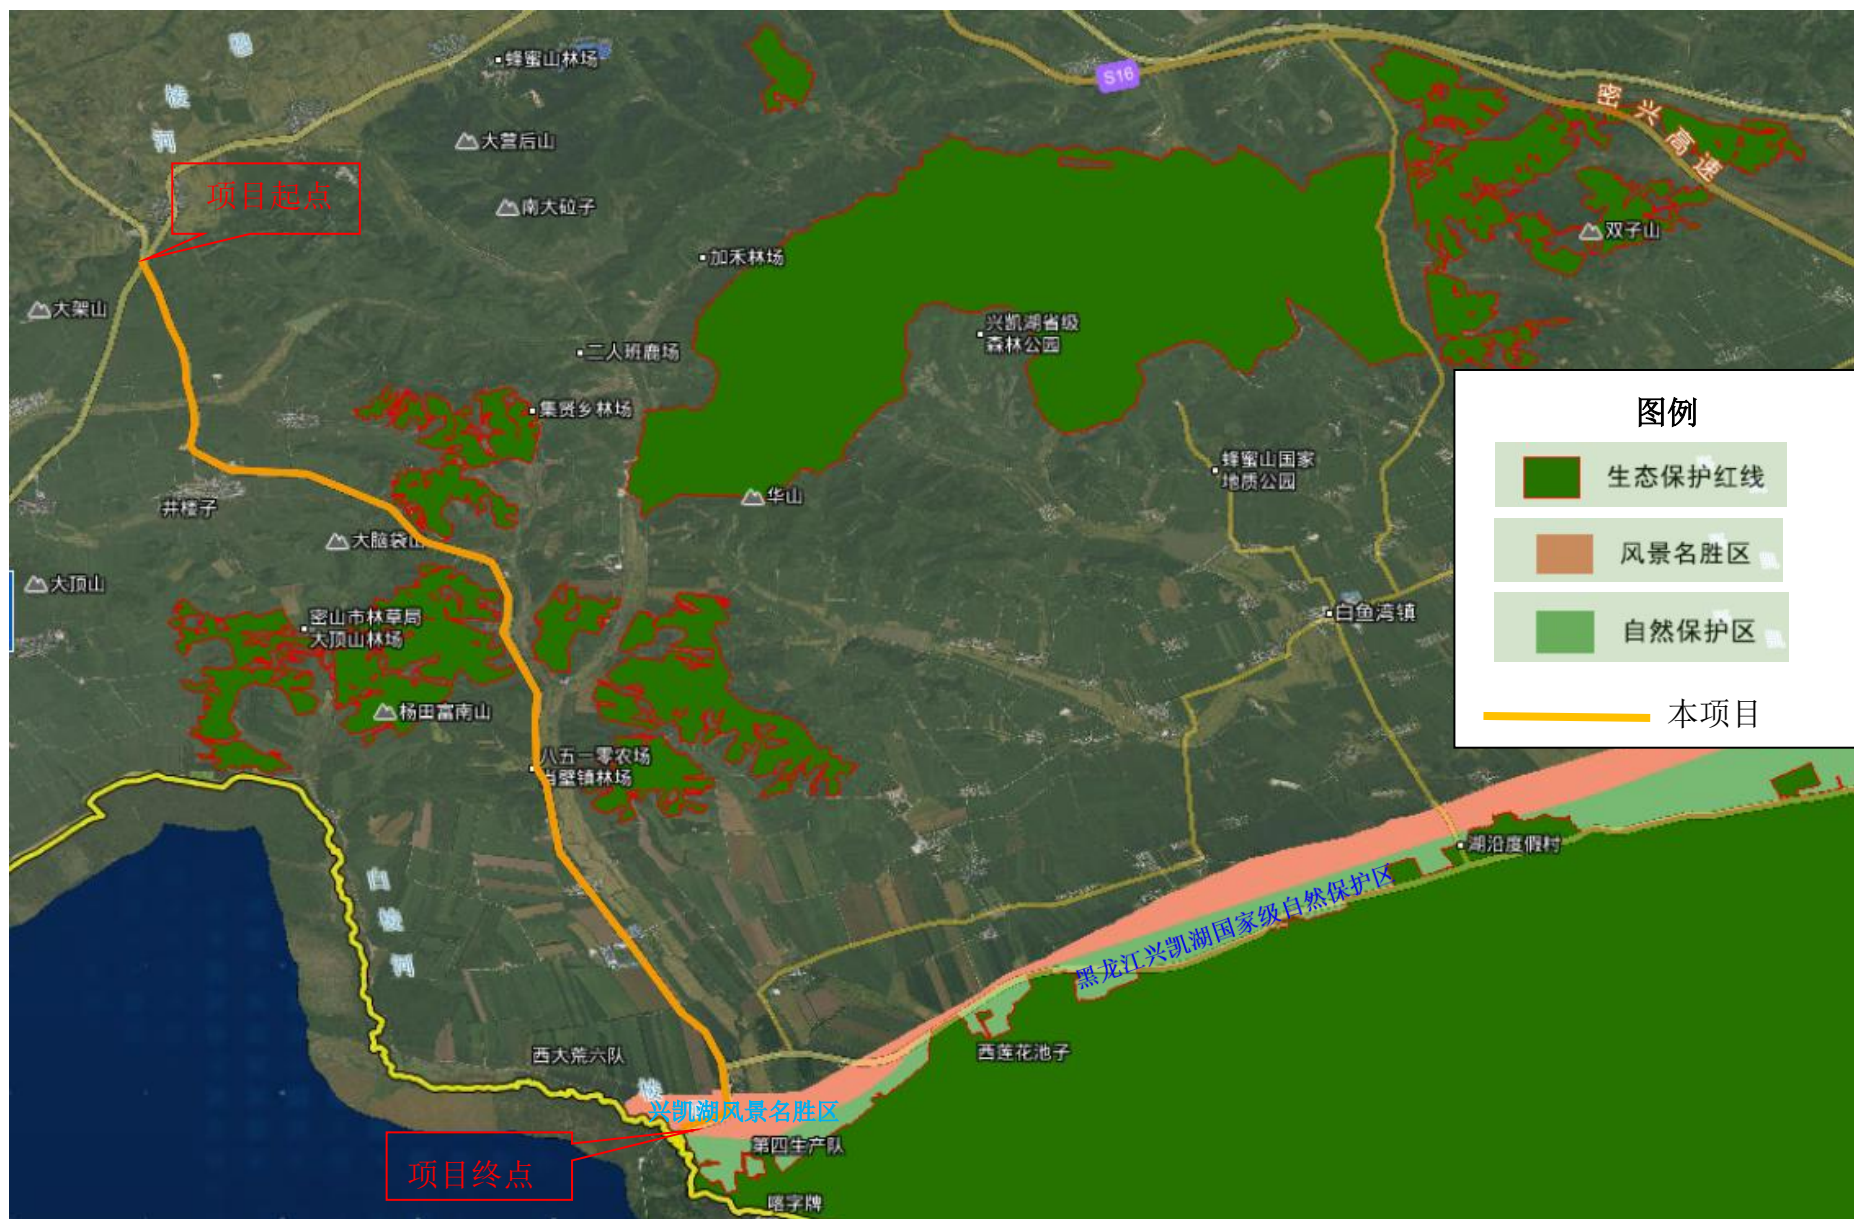 穆
棱
河
蜂蜜山林场
S16
密兴高速
大营后山
项目起点
南大砬子
双子山
加禾林场
大架山
兴凯湖省级
森林公园
二人班鹿场
集贤乡林场
图例
蜂蜜山国家
地质公园
生态保护红线
华山
井楼子
大脑袋山
风景名胜区
大顶山
密山市林草局
大顶山林场
白鱼湾镇
自然保护区
杨田富南山
本项目
八五一零农场
当壁镇林场
湖沿度假村
白
棱
河
黑龙江兴凯湖国家级自然保护区
西大荒六队
西莲花池子
棱
兴凯湖风景名胜区
第四生产队
项目终点
喀字牌